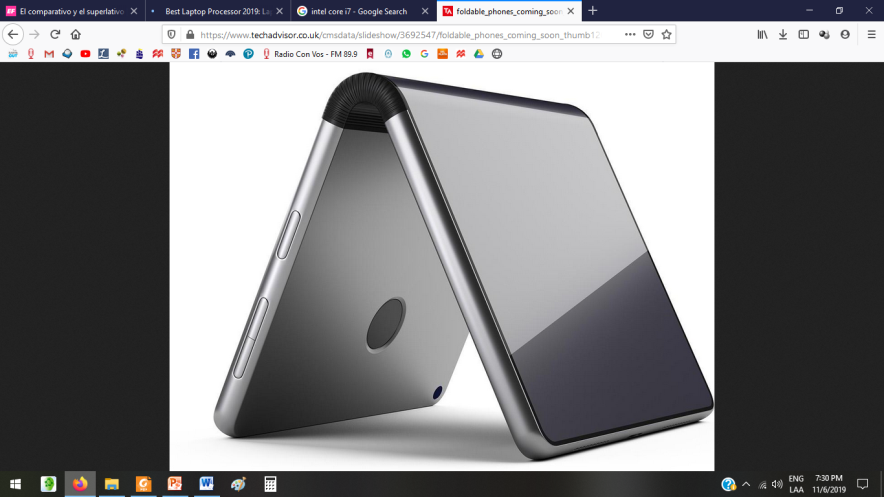 El comparativo y el superlativo
Best Laptop Processor 2019: La
intel core i7 - Google Search
foldable_phones_coming_soon
https://www.techadvisor.co.uk/cmsdata/slideshow/3692547/foldable_phones_coming_soon_thumb12
Radio Con Vos - FM 89.9
ENG
7:30 PM
LAA
11/6/2019